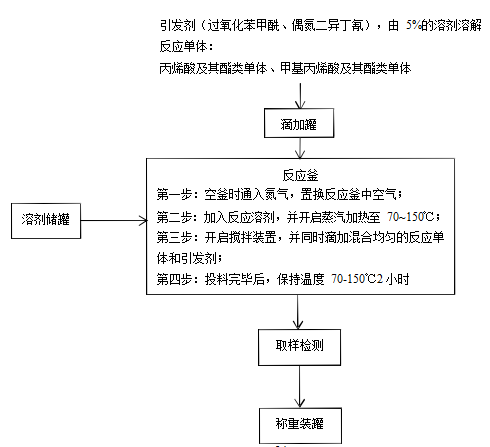 引发剂（过氧化苯甲酰、偶氮二异丁氰），由 5%的溶剂溶解
反应单体：
丙烯酸及其酯类单体、甲基丙烯酸及其酯类单体
滴加罐
反应釜
第一步：空釜时通入氮气，置换反应釜中空气；
第二步：加入反应溶剂，并开启蒸汽加热至 70~150℃；
第三步：开启搅拌装置，并同时滴加混合均匀的反应单
体和引发剂；
第四步：投料完毕后，保持温度 70-150℃2 小时
溶剂储罐
取样检测
称重装罐